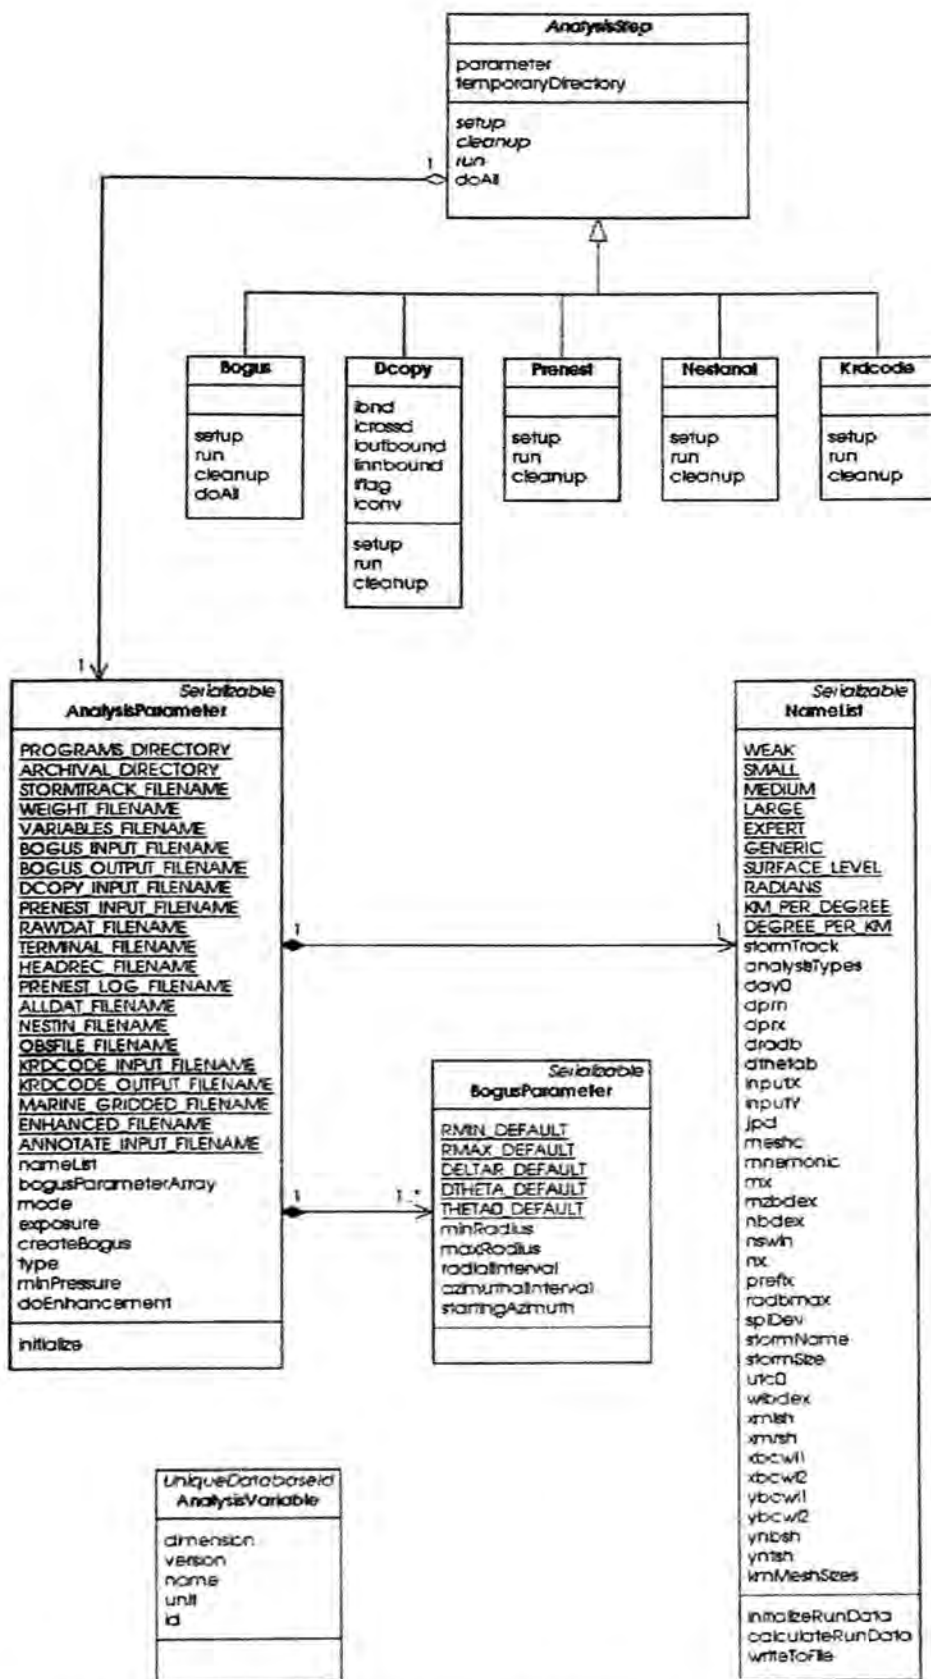 AnalysisStep
parameter
temporaryDirectory
setup
cleanup
run
doAll
1
Bogus
setup
run
cleanup
doAll
Dcopy
ibnd
icrossd
ioutbound
iinnbound
iflag
iconv
setup
run
cleanup
Prenest
setup
run
cleanup
Nestanal
setup
run
cleanup
Krdcode
setup
run
cleanup
1
Serializable
AnalysisParameter
PROGRAMS_DIRECTORY
ARCHIVAL_DIRECTORY
STORMTRACK_FILENAME
WEIGHT_FILENAME
VARIABLES_FILENAME
BOGUS_INPUT_FILENAME
BOGUS_OUTPUT_FILENAME
DCOPY_INPUT_FILENAME
PRENEST_INPUT_FILENAME
RAWDAT_FILENAME
TERMINAL_FILENAME
HEADREC_FILENAME
PRENEST_LOG_FILENAME
ALLDAT_FILENAME
NESTIN_FILENAME
OBSFILE_FILENAME
KRDCODE_INPUT_FILENAME
KRDCODE_OUTPUT_FILENAME
MARINE_GRIDDED_FILENAME
ENHANCED_FILENAME
ANNOTATE_INPUT_FILENAME
nameList
bogusParameterArray
mode
exposure
createBogus
type
minPressure
doEnhancement
initialize
1
1
1
1..*
Serializable
BogusParameter
RMIN_DEFAULT
RMAX_DEFAULT
DELTAR_DEFAULT
DTHETA_DEFAULT
THETA0_DEFAULT
minRadius
maxRadius
radialInterval
azimuthalInterval
startingAzimuth
Serializable
NameList
WEAK
SMALL
MEDIUM
LARGE
EXPERT
GENERIC
SURFACE_LEVEL
RADIANS
KM_PER_DEGREE
DEGREE_PER_KM
stormTrack
analysisTypes
day0
dprn
dprx
dradb
dthetab
inputX
inputY
jpd
meshc
mnemonic
mx
mzbdex
nbdex
nswin
nx
prefix
radbmax
splDev
stormName
stormSize
utc0
wibdex
xmlsh
xmrsh
xbcwl1
xbcwl2
ybcwl1
ybcwl2
ynbsh
yntsh
kmMeshSizes
initializeRunData
calculateRunData
writeToFile
UniqueDatabaseId
AnalysisVariable
dimension
version
name
unit
id